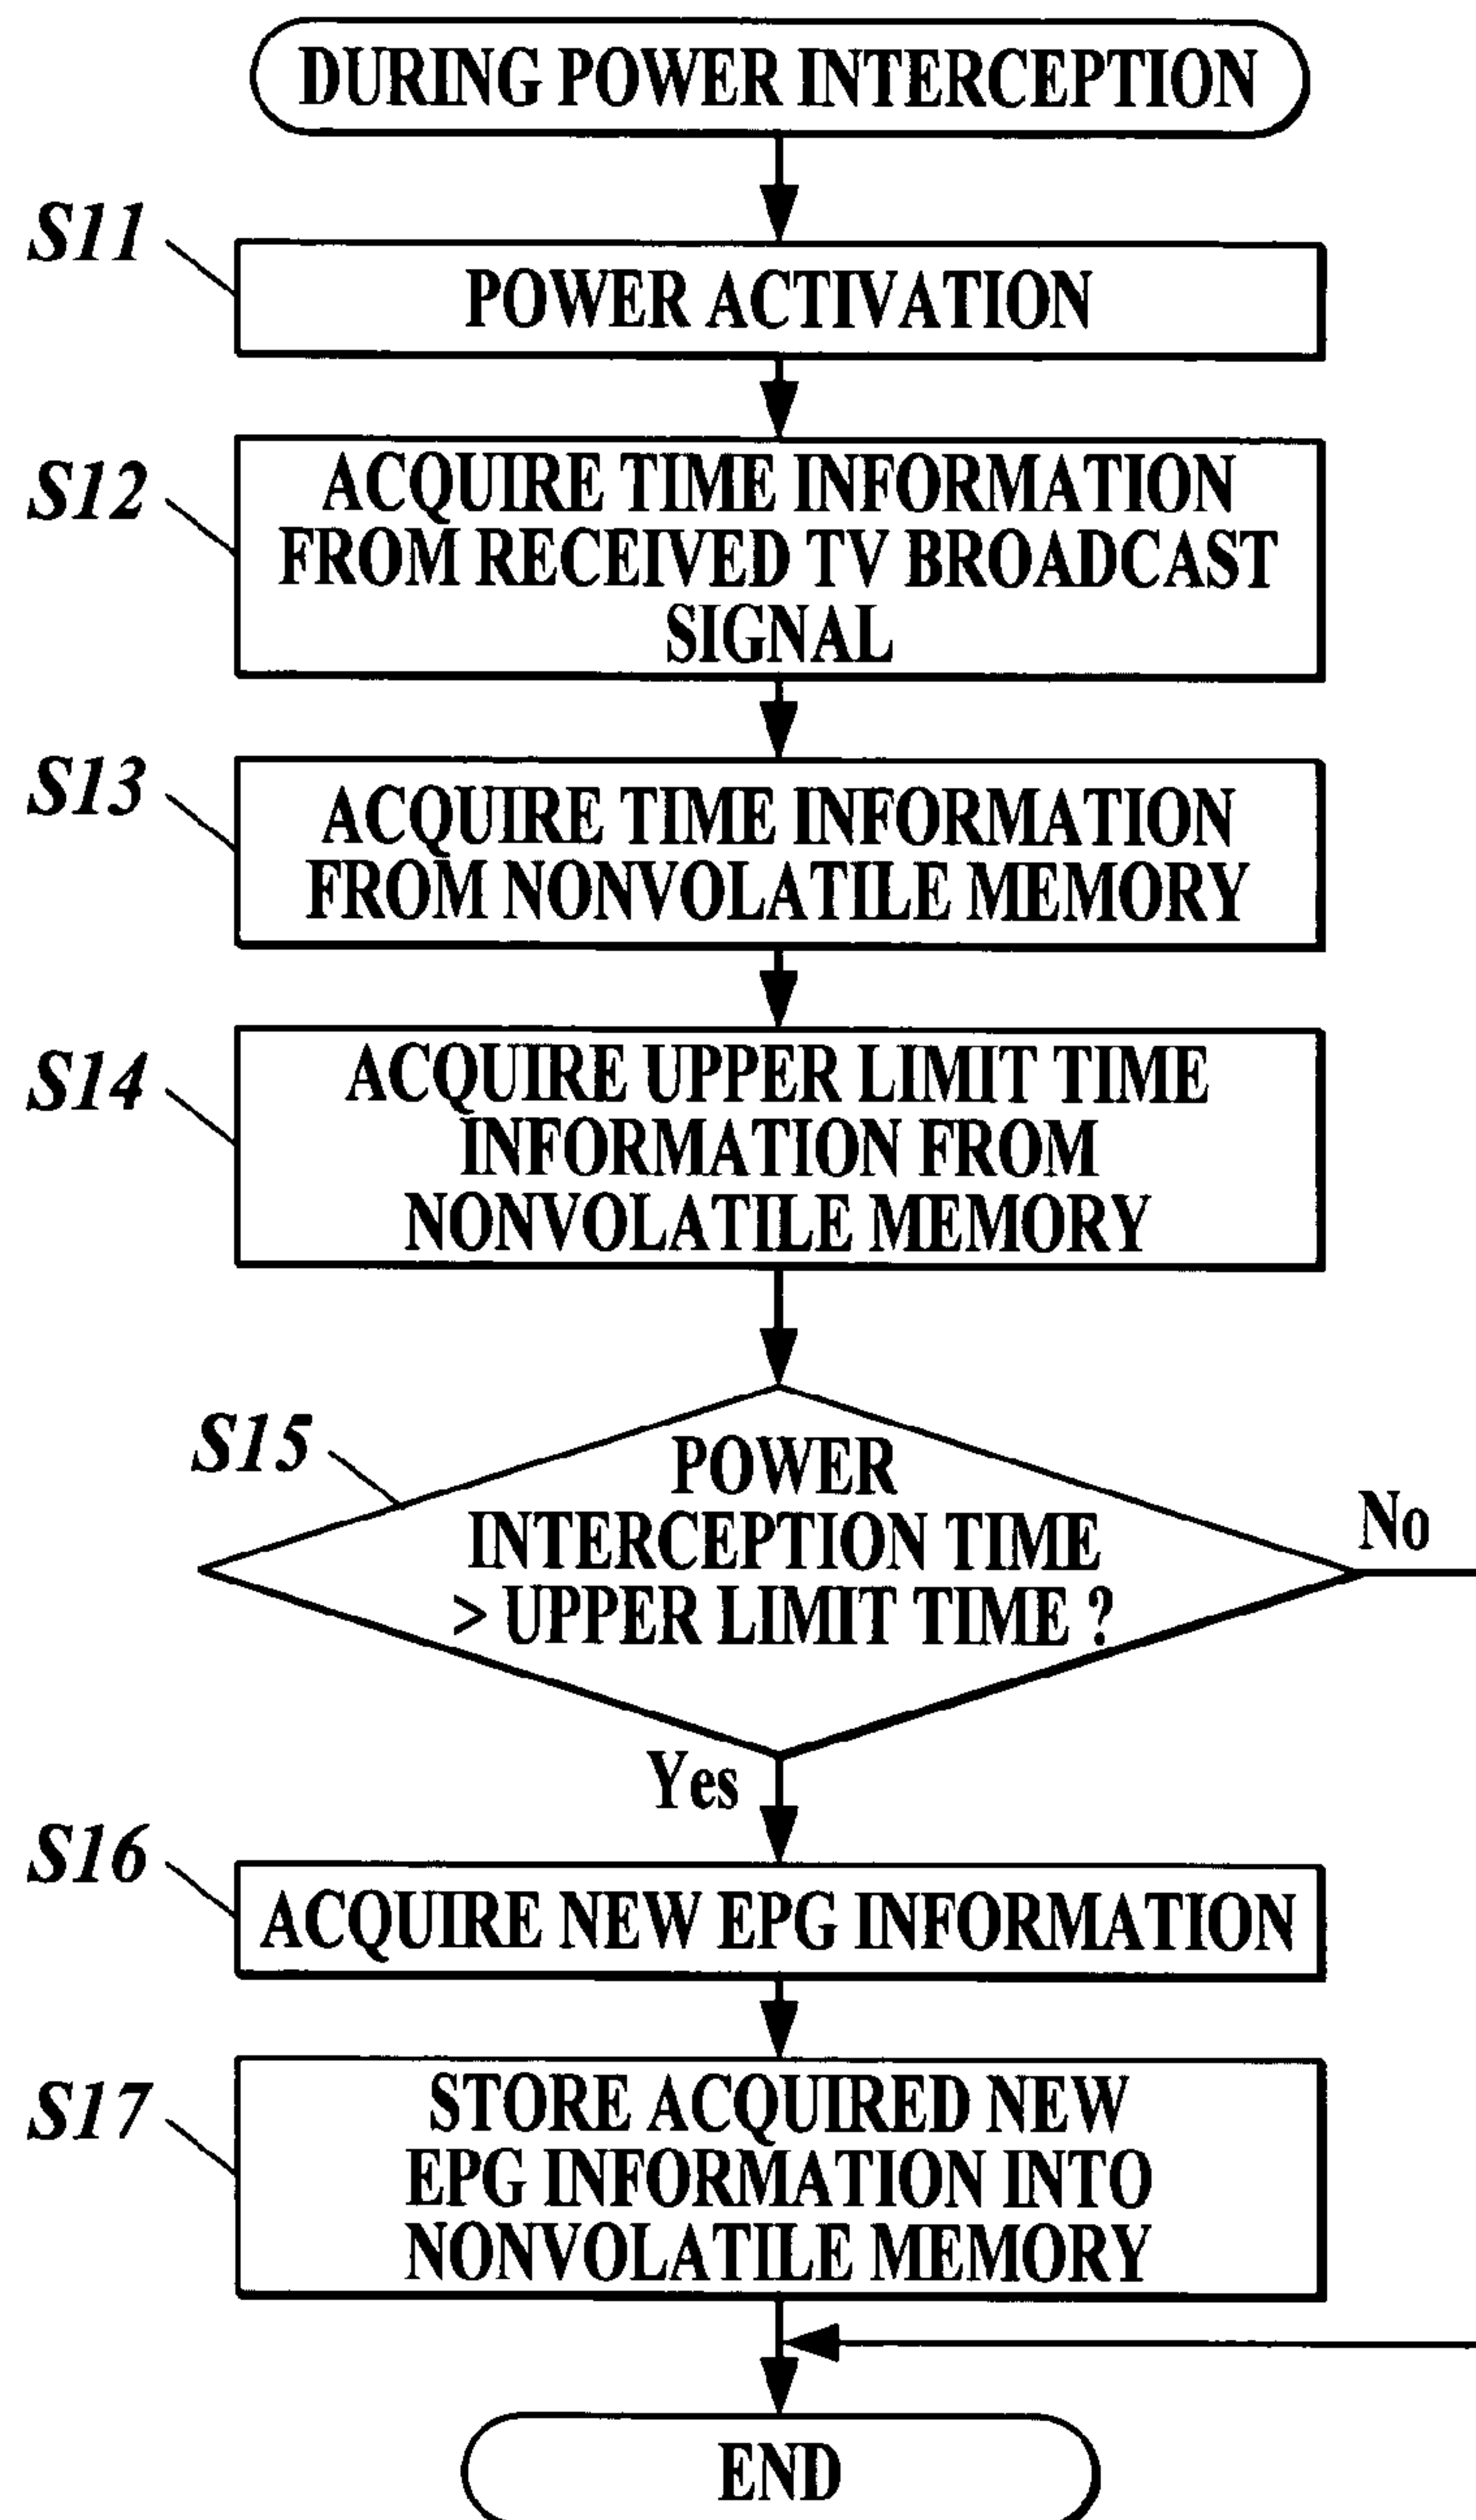 DURING POWER INTERCEPTION
S11
POWER ACTIVATION
S12
ACQUIRE TIME INFORMATION
FROM RECEIVED TV BROADCAST
SIGNAL
S13
ACQUIRE TIME INFORMATION
FROM NONVOLATILE MEMORY
S14
ACQUIRE UPPER LIMIT TIME
INFORMATION FROM
NONVOLATILE MEMORY
S15
POWER
INTERCEPTION TIME
> UPPER LIMIT TIME ?
No
Yes
S16
ACQUIRE NEW EPG INFORMATION
S17
STORE ACQUIRED NEW
EPG INFORMATION INTO
NONVOLATILE MEMORY
END